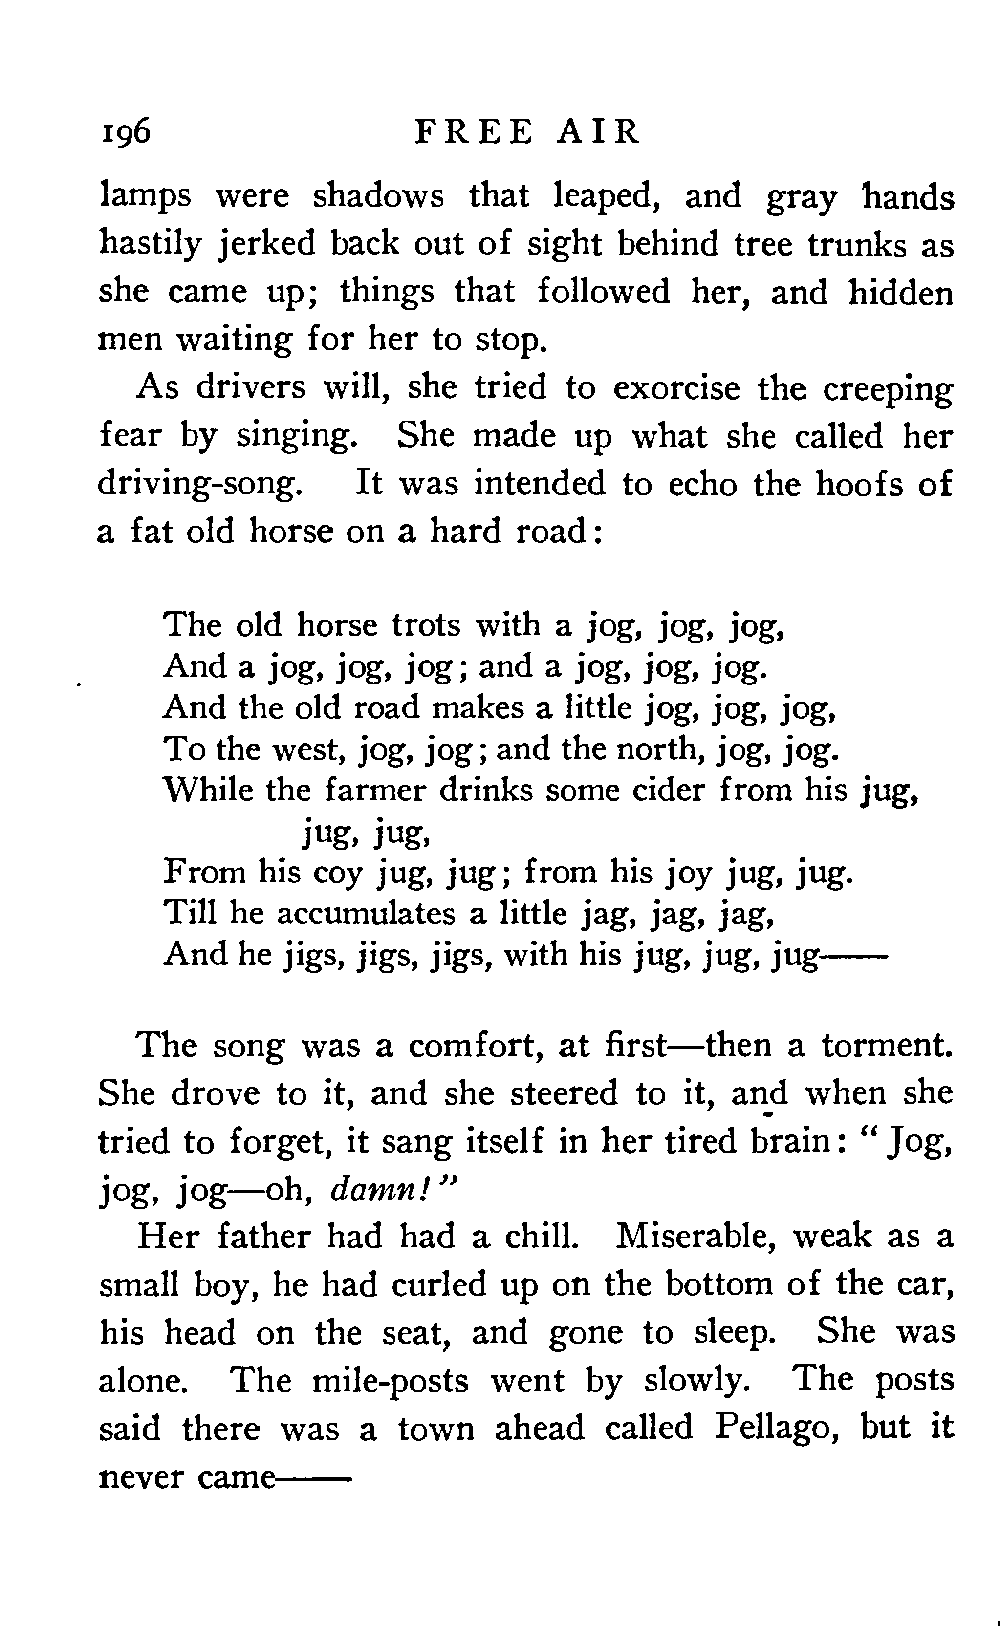 196 FREE AIR
lamps were shadows that leaped, and gray hands
hastily jerked back out of sight behind tree trunks as
she came up; things that followed her, and hidden
men waiting for her to stop.
As drivers will, she tried to exorcise the creeping
fear by singing. She made up what she called her
driving-song. It was intended to echo the hoofs of
a fat old horse on a hard road:
The old horse trots with a jog, jog, jog,
And a jog, jog, jog; and a jog, jog, jog.
And the old road makes a little jog, jog, jog,
To the west, jog, jog; and the north, jog, jog.
While the farmer drinks some cider from his jug,
jug, jug,
From his coy jug, jug; from his joy jug, jug.
Till he accumulates a little jag, jag, jag,
And he jigs, jigs, jigs, with his jug, jug, jug——
The song was a comfort, at first—then a torment.
She drove to it, and she steered to it, and when she
tried to forget, it sang itself in her tired brain: “Jog,
jog, jog—oh, damn!”
Her father had had a chill. Miserable, weak as a
small boy, he had curled up on the bottom of the car,
his head on the seat, and gone to sleep. She was
alone. The mile-posts went by slowly. The posts
said there was a town ahead called Pellago, but it
never came——